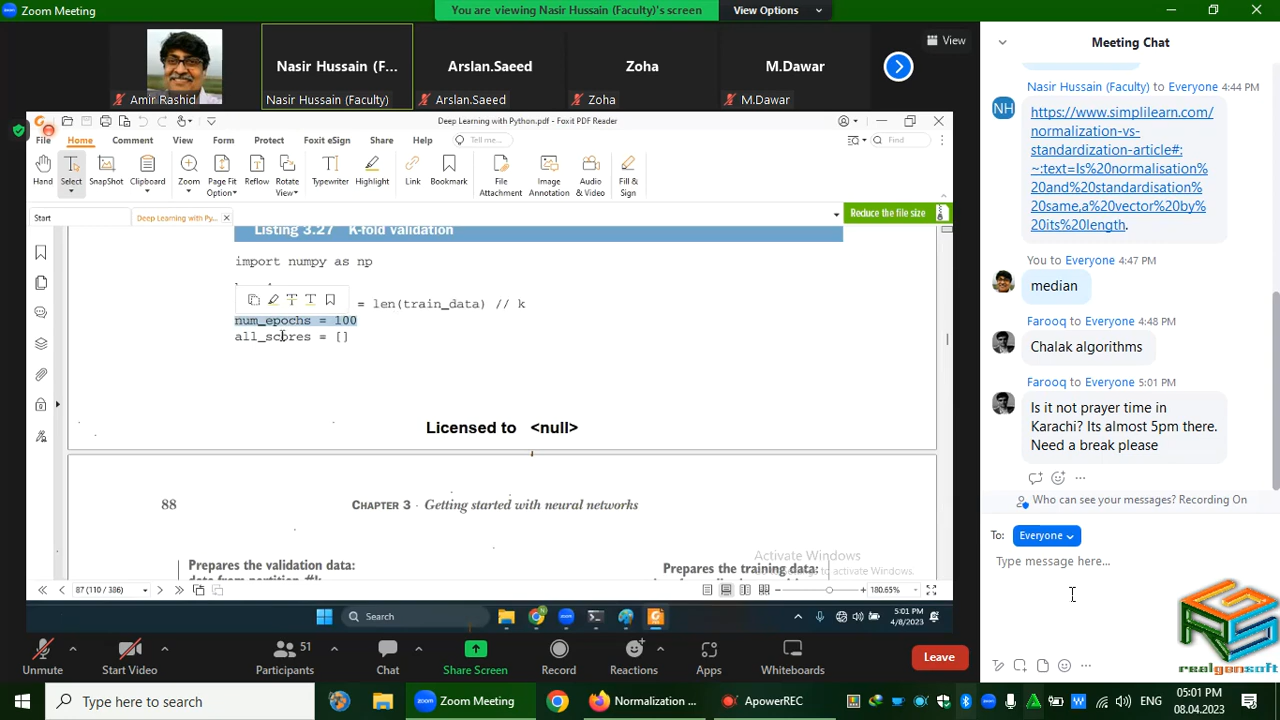 Zoom Meeting
You are viewing Nasir Hussain (Faculty)'s screen
View Options
View
Amir Rashid
Nasir Hussain (F...
Nasir Hussain (Faculty)
Arslan.Saeed
Arslan.Saeed
Zoha
Zoha
M.Dawar
M.Dawar
Deep Learning with Python.pdf - Foxit PDF Reader
File Home Comment View Form Protect Foxit eSign Share Help Tell me... Find
Hand Select SnapShot Clipboard Zoom Page Fit Option Reflow Rotate View Typewriter Highlight Link Bookmark File Attachment Image Annotation Audio & Video Fill & Sign
Start Deep Learning with Py... Reduce the file size
Listing 3.27 K-fold validation
import numpy as np
= len(train_data) // k
num_epochs = 100
all_scores = []
Licensed to <null>
88 CHAPTER 3 Getting started with neural networks
Prepares the validation data:
data from partition #k
Prepares the training data:
Activate Windows
87 (110 / 386) 180.65%
Search
5:01 PM
4/8/2023
Unmute Start Video Participants 51 Chat Share Screen Record Reactions Apps Whiteboards Leave
Meeting Chat
Nasir Hussain (Faculty) to Everyone 4:44 PM
NH
https://www.simplilearn.com/
normalization-vs-
standardization-article#:
~:text=Is%20normalisation%
20and%20standardisation%
20same,a%20vector%20by%
20its%20length.
You to Everyone 4:47 PM
median
Farooq to Everyone 4:48 PM
Chalak algorithms
Farooq to Everyone 5:01 PM
Is it not prayer time in
Karachi? Its almost 5pm there.
Need a break please
Who can see your messages? Recording On
To: Everyone
Type message here...
realgensoft
Type here to search
Zoom Meeting
Normalization ...
ApowerREC
ENG
05:01 PM
08.04.2023